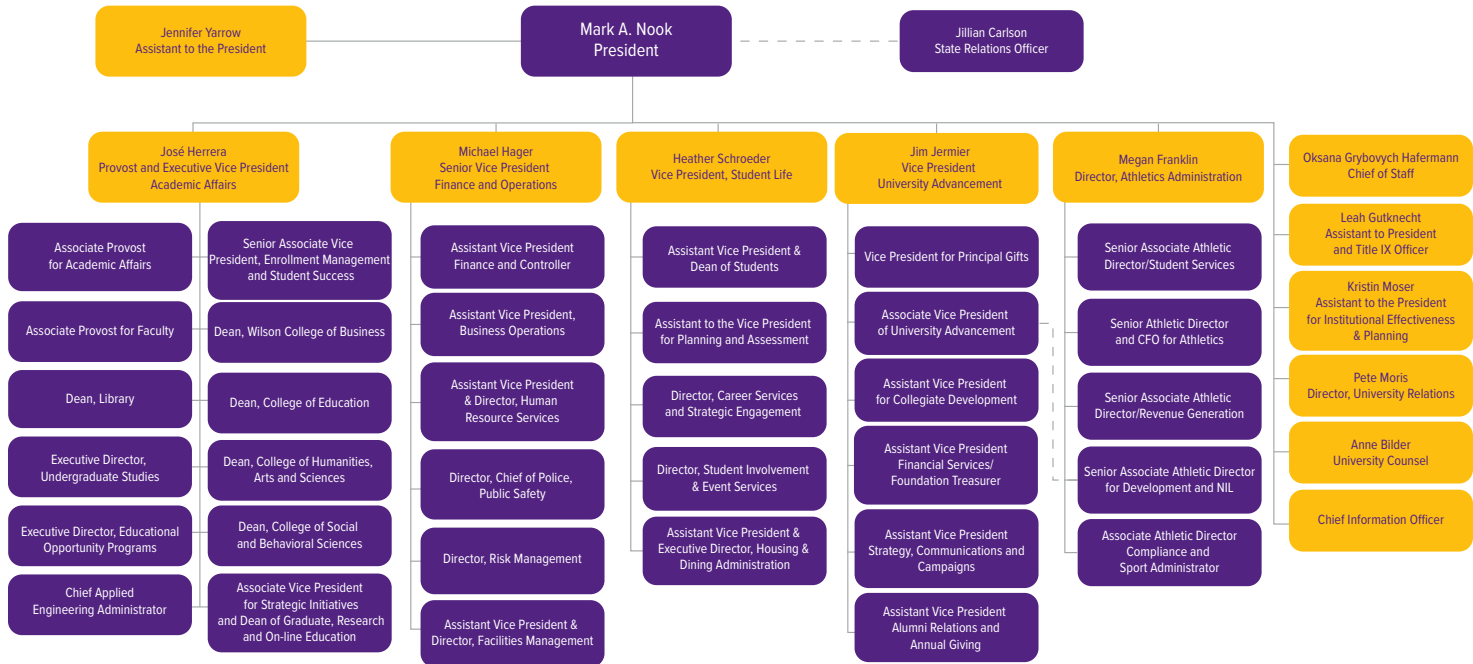 Jennifer Yarrow
Assistant to the President
Mark A. Nook
President
Jillian Carlson
State Relations Officer
José Herrera
Provost and Executive Vice President
Academic Affairs
Michael Hager
Senior Vice President
Finance and Operations
Heather Schroeder
Vice President, Student Life
Jim Jermier
Vice President
University Advancement
Megan Franklin
Director, Athletics Administration
Oksana Grybovych Hafermann
Chief of Staff
Associate Provost
for Academic Affairs
Associate Provost for Faculty
Dean, Library
Executive Director,
Undergraduate Studies
Executive Director, Educational
Opportunity Programs
Chief Applied
Engineering Administrator
Senior Associate Vice
President, Enrollment Management
and Student Success
Dean, Wilson College of Business
Dean, College of Education
Dean, College of Humanities,
Arts and Sciences
Dean, College of Social
and Behavioral Sciences
Associate Vice President
for Strategic Initiatives
and Dean of Graduate, Research
and On-line Education
Assistant Vice President
Finance and Controller
Assistant Vice President,
Business Operations
Assistant Vice President
& Director, Human
Resource Services
Director, Chief of Police,
Public Safety
Director, Risk Management
Assistant Vice President &
Director, Facilities Management
Assistant Vice President &
Dean of Students
Assistant to the Vice President
for Planning and Assessment
Director, Career Services
and Strategic Engagement
Director, Student Involvement
& Event Services
Assistant Vice President &
Executive Director, Housing &
Dining Administration
Vice President for Principal Gifts
Associate Vice President
of University Advancement
Assistant Vice President
for Collegiate Development
Assistant Vice President
Financial Services/
Foundation Treasurer
Assistant Vice President
Strategy, Communications and
Campaigns
Assistant Vice President
Alumni Relations and
Annual Giving
Senior Associate Athletic
Director/Student Services
Senior Athletic Director
and CFO for Athletics
Senior Associate Athletic
Director/Revenue Generation
Senior Associate Athletic Director
for Development and NIL
Associate Athletic Director
Compliance and
Sport Administrator
Leah Gutknecht
Assistant to President
and Title IX Officer
Kristin Moser
Assistant to the President
for Institutional Effectiveness
& Planning
Pete Moris
Director, University Relations
Anne Bilder
University Counsel
Chief Information Officer